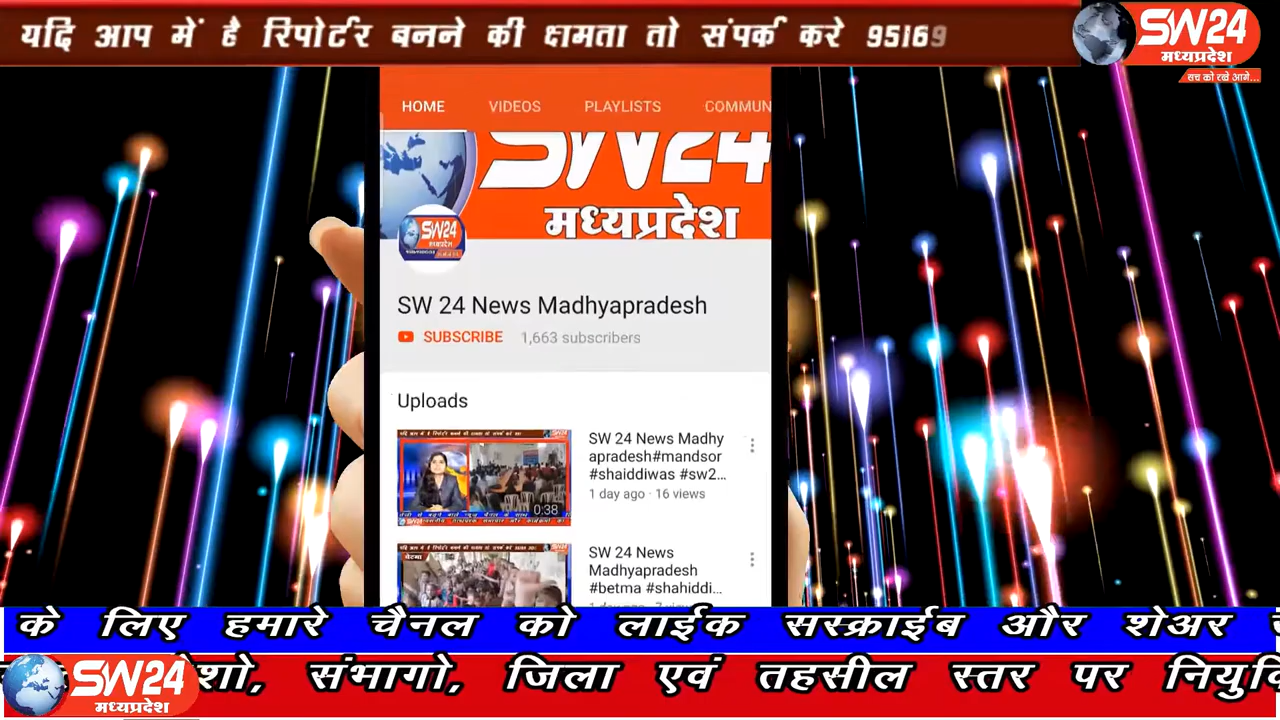 यदि आप में है रिपोर्टर बनने की क्षमता तो संपर्क करे 95169
SW24
मध्यप्रदेश
सच को रखे आगे...
HOME VIDEOS PLAYLISTS COMMUN
SW24
मध्यप्रदेश
SW24
SW 24 News Madhyapradesh
SUBSCRIBE 1,663 subscribers
Uploads
SW 24 News Madhy
apradesh#mandsor
#shaiddiwas #sw2...
1 day ago · 16 views
0:38
SW 24 News
Madhyapradesh
#betma #shahiddi...
के लिए हमारे चैनल को लाईक सस्क्राईब और शेअर
शो, संभागो, जिला एवं तहसील स्तर पर नियुक्ति
SW24
मध्यप्रदेश